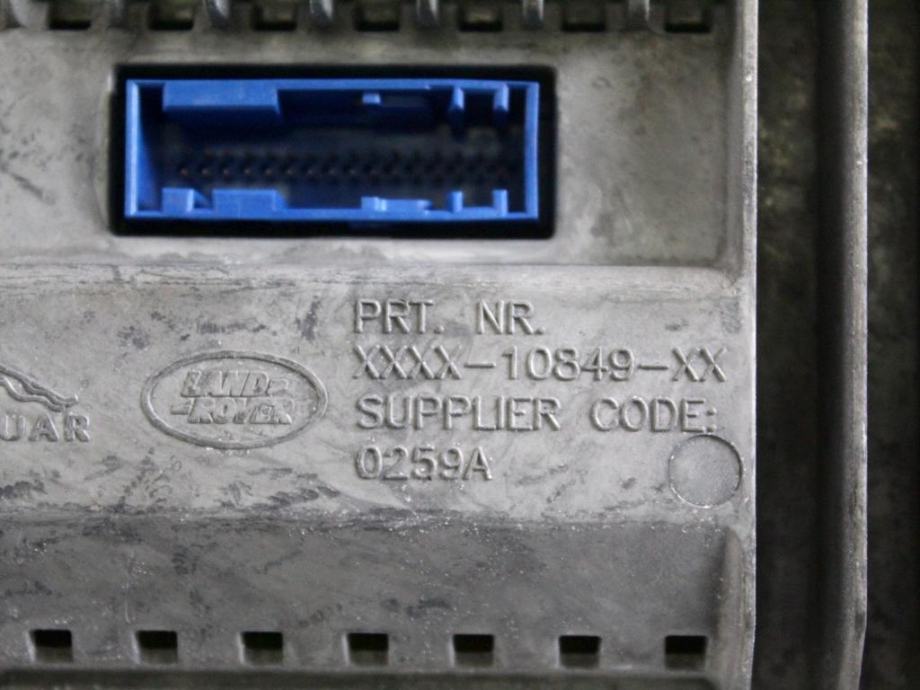 PRT. NR.
XXXX-10849-XX
SUPPLIER CODE:
0259A
LAND-
-ROVER
UAR